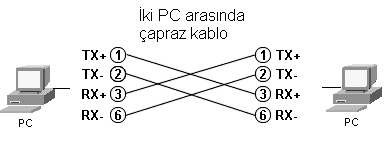 İki PC arasında
çapraz kablo
TX+ 1 1 TX+
TX- 2 2 TX-
RX+ 3 3 RX+
RX- 6 6 RX-
PC PC